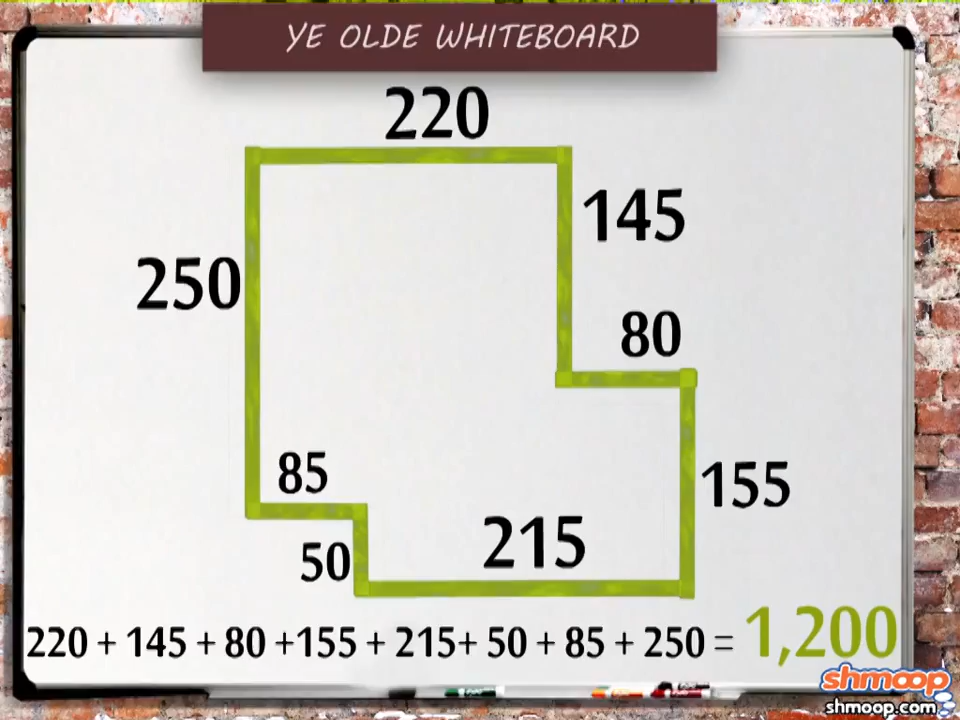 YE OLDE WHITEBOARD
220
145
250
80
85
155
215
50
220 + 145 + 80 +155 + 215+ 50 + 85 + 250 = 1,200
shmoop
shmoop.com